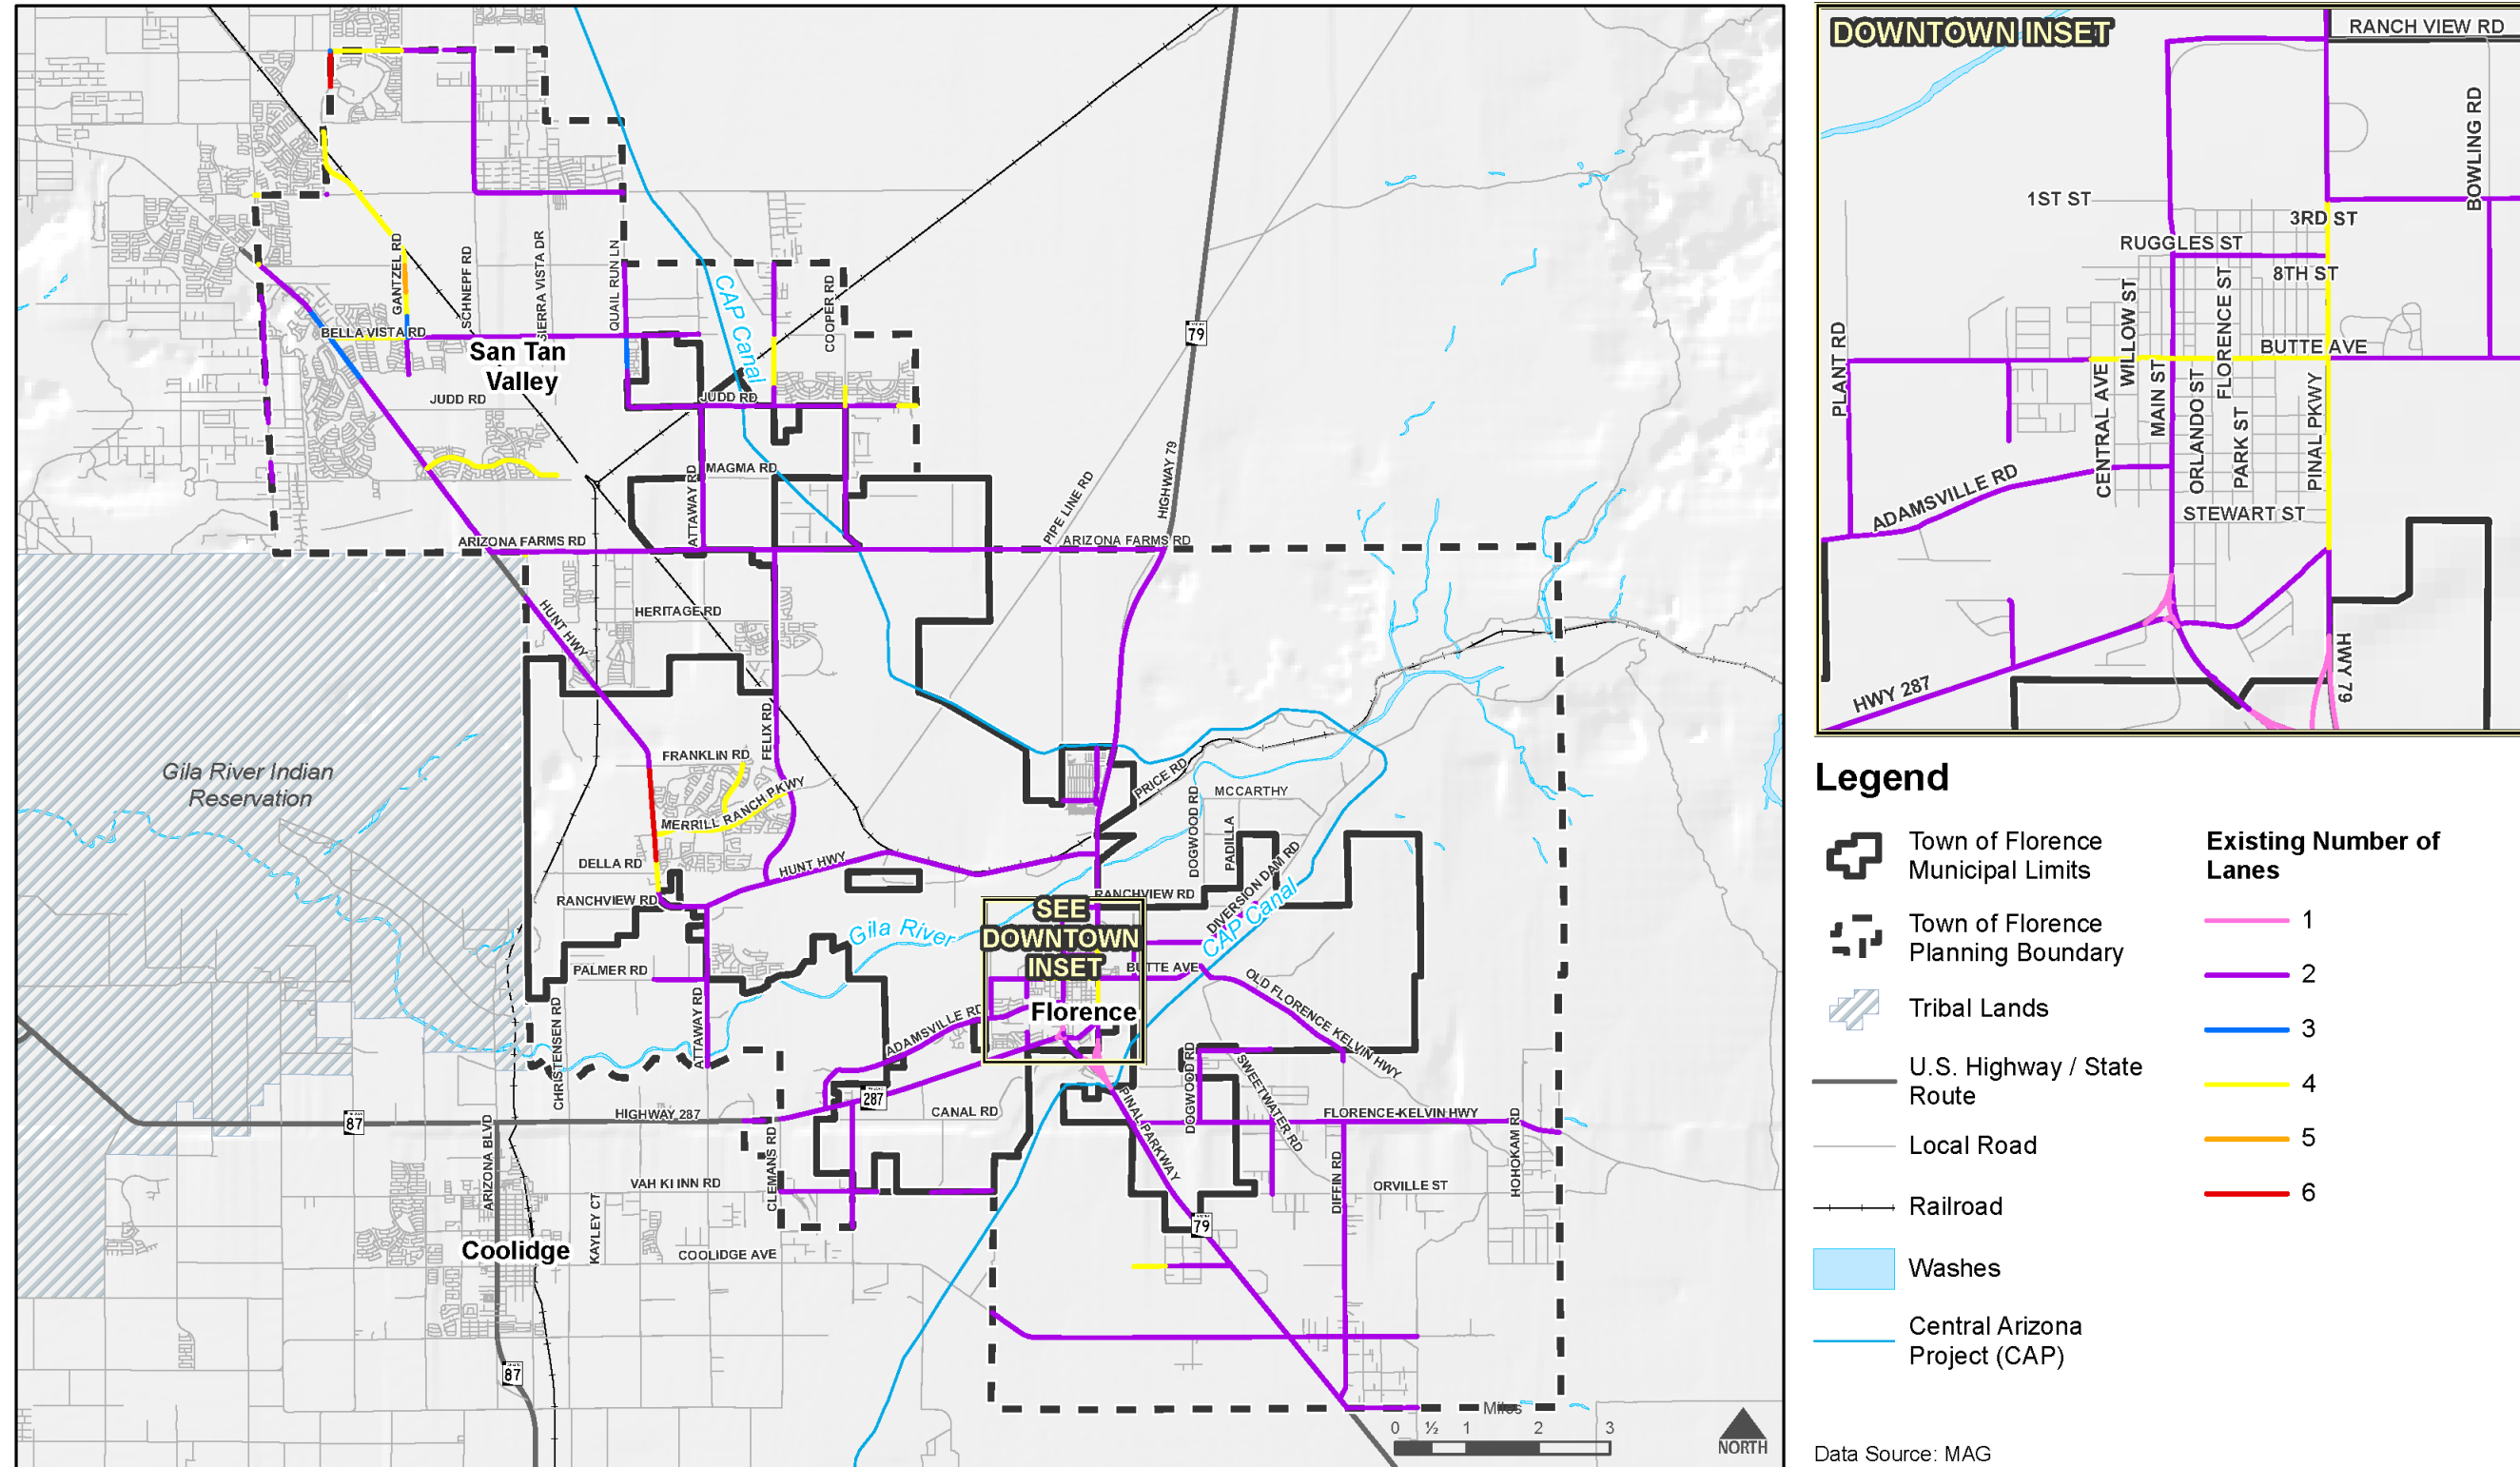 GANTZEL RD
SCHNEPF RD
SIERRA VISTA DR
QUAIL RUN LN
CAP Canal
COOPER RD
BELLA VISTA RD
San Tan
Valley
79
JUDD RD
JUDD RD
MAGMA RD
ATTAWAY RD
PIPE LINE RD
HIGHWAY 79
ARIZONA FARMS RD
ARIZONA FARMS RD
HUNT HWY
HERITAGE RD
FELIX RD
FRANKLIN RD
Gila River Indian
Reservation
MERRILL RANCH PKWY
PRICE RD
DOGWOOD RD
MCCARTHY
PADILLA
DELLA RD
HUNT HWY
DIVERSION DAM RD
RANCHVIEW RD
RANCHVIEW RD
SEE
DOWNTOWN
INSET
Gila River
CAP Canal
PALMER RD
BUTTE AVE
OLD FLORENCE KELVIN HWY
Florence
ADAMSVILLE RD
CHRISTENSEN RD
ATTAWAY RD
DOGWOOD RD
SWEETWATER RD
PINAL PARKWAY
287
87
HIGHWAY 287
CANAL RD
FLORENCE-KELVIN HWY
ARIZONA BLVD
CLEMANS RD
DIFFIN RD
HOHOKAM RD
VAH KI INN RD
ORVILLE ST
KAYLEY CT
79
Coolidge
COOLIDGE AVE
87
Miles
0 ½ 1 2 3
NORTH
DOWNTOWN INSET
RANCH VIEW RD
BOWLING RD
1ST ST
3RD ST
RUGGLES ST
8TH ST
WILLOW ST
FLORENCE ST
PLANT RD
BUTTE AVE
CENTRAL AVE
MAIN ST
ORLANDO ST
PARK ST
PINAL PKWY
ADAMSVILLE RD
STEWART ST
HWY 287
HWY 79
Legend
Town of Florence
Municipal Limits
Town of Florence
Planning Boundary
Tribal Lands
U.S. Highway / State
Route
Local Road
Railroad
Washes
Central Arizona
Project (CAP)
Existing Number of
Lanes
1
2
3
4
5
6
Data Source: MAG